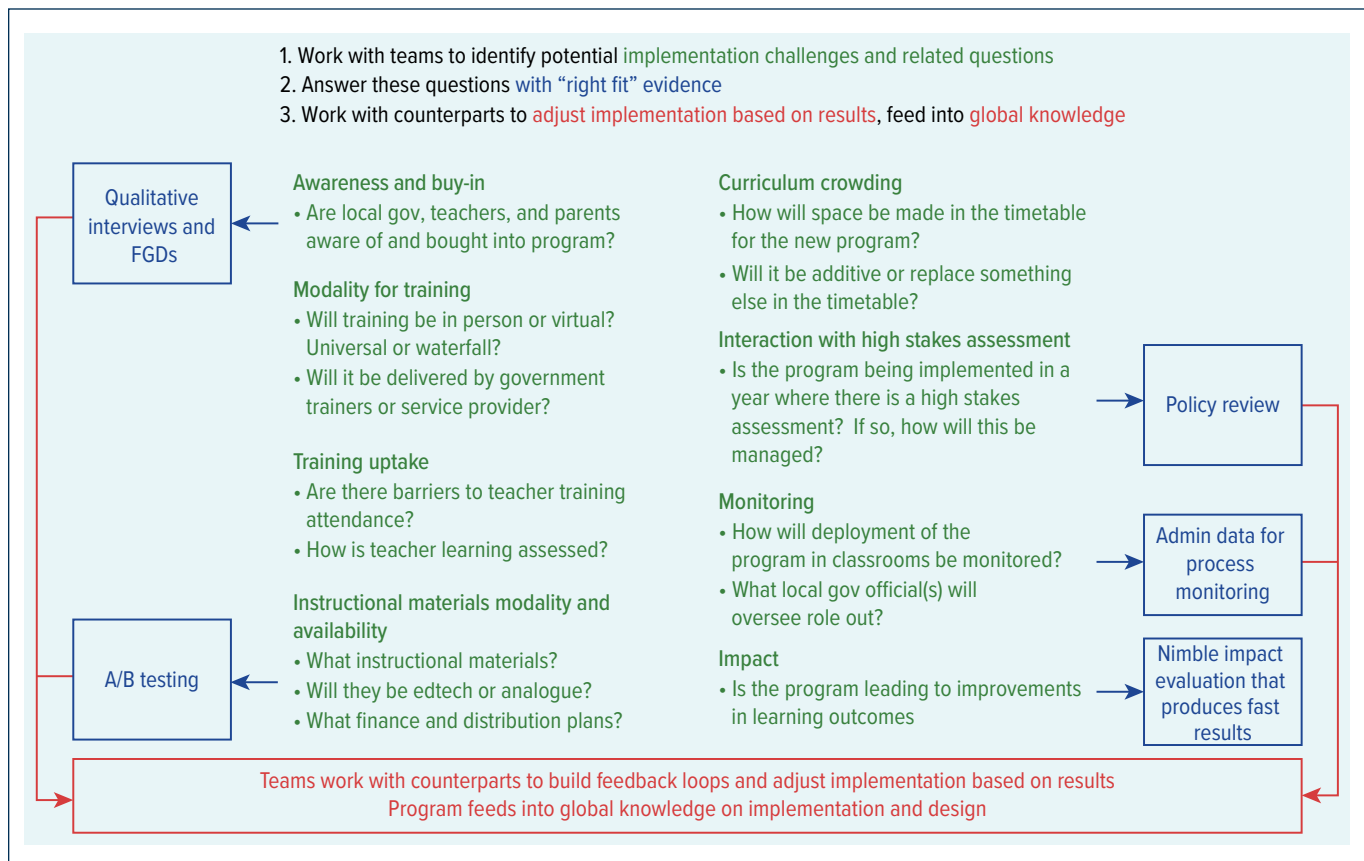 1. Work with teams to identify potential implementation challenges and related questions
2. Answer these questions with “right fit” evidence
3. Work with counterparts to adjust implementation based on results, feed into global knowledge
Qualitative
interviews and
FGDs
Awareness and buy-in
• Are local gov, teachers, and parents
aware of and bought into program?
Modality for training
• Will training be in person or virtual?
Universal or waterfall?
• Will it be delivered by government
trainers or service provider?
Training uptake
• Are there barriers to teacher training
attendance?
• How is teacher learning assessed?
A/B testing
Instructional materials modality and
availability
• What instructional materials?
• Will they be edtech or analogue?
• What finance and distribution plans?
Curriculum crowding
• How will space be made in the timetable
for the new program?
• Will it be additive or replace something
else in the timetable?
Interaction with high stakes assessment
• Is the program being implemented in a
year where there is a high stakes
assessment? If so, how will this be
managed?
Policy review
Monitoring
• How will deployment of the
program in classrooms be monitored?
• What local gov official(s) will
oversee role out?
Admin data for
process
monitoring
Impact
• Is the program leading to improvements
in learning outcomes
Nimble impact
evaluation that
produces fast
results
Teams work with counterparts to build feedback loops and adjust implementation based on results
Program feeds into global knowledge on implementation and design